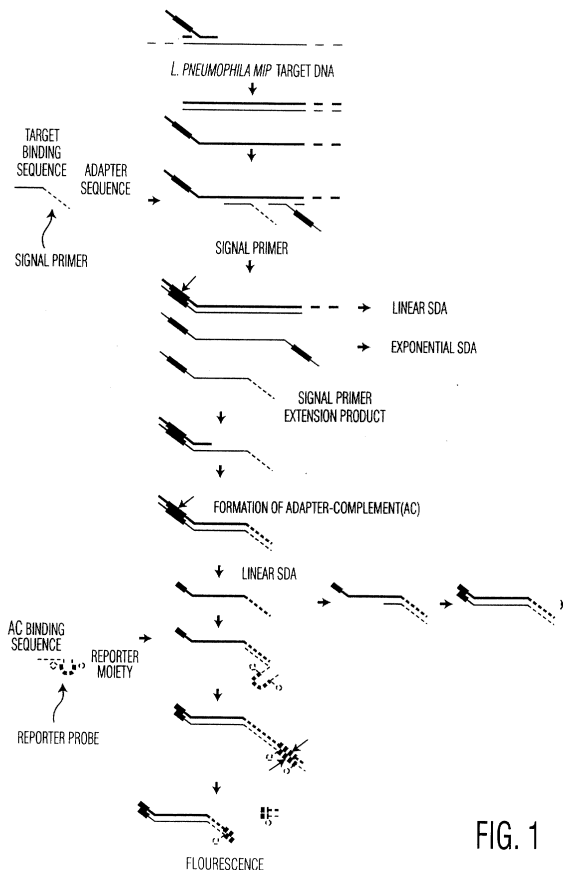 L. PNEUMOPHILA MIP TARGET DNA
TARGET
BINDING
SEQUENCE
ADAPTER
SEQUENCE
SIGNAL PRIMER
SIGNAL PRIMER
LINEAR SDA
EXPONENTIAL SDA
SIGNAL PRIMER
EXTENSION PRODUCT
FORMATION OF ADAPTER-COMPLEMENT(AC)
LINEAR SDA
AC BINDING
SEQUENCE
REPORTER
MOIETY
REPORTER PROBE
FLOURESCENCE
FIG. 1